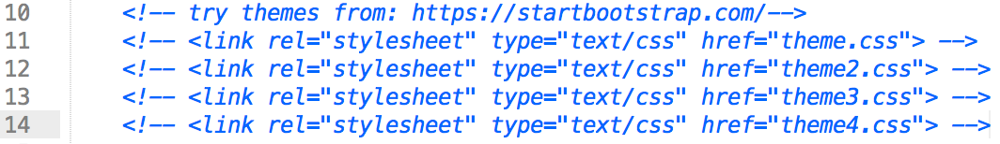 10 <!-- try themes from: https://startbootstrap.com/-->
11 <!-- <link rel="stylesheet" type="text/css" href="theme.css"> -->
12 <!-- <link rel="stylesheet" type="text/css" href="theme2.css"> -->
13 <!-- <link rel="stylesheet" type="text/css" href="theme3.css"> -->
14 <!-- <link rel="stylesheet" type="text/css" href="theme4.css"> -->